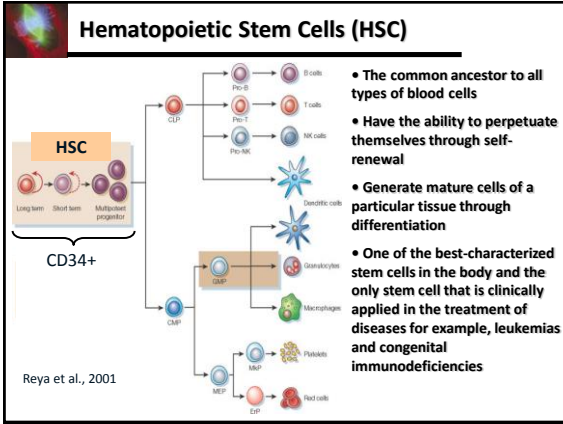 Hematopoietic Stem Cells (HSC)
HSC
Long term
Short term
Multipotent
progenitor
CD34+
Reya et al., 2001
CLP
CMP
Pro-B
B cells
Pro-T
T cells
Pro-NK
NK cells
Dendritic cells
GMP
Granulocytes
Macrophages
MEP
MkP
Platelets
ErP
Red cells
• The common ancestor to all
types of blood cells
• Have the ability to perpetuate
themselves through self-
renewal
• Generate mature cells of a
particular tissue through
differentiation
• One of the best-characterized
stem cells in the body and the
only stem cell that is clinically
applied in the treatment of
diseases for example, leukemias
and congenital
immunodeficiencies